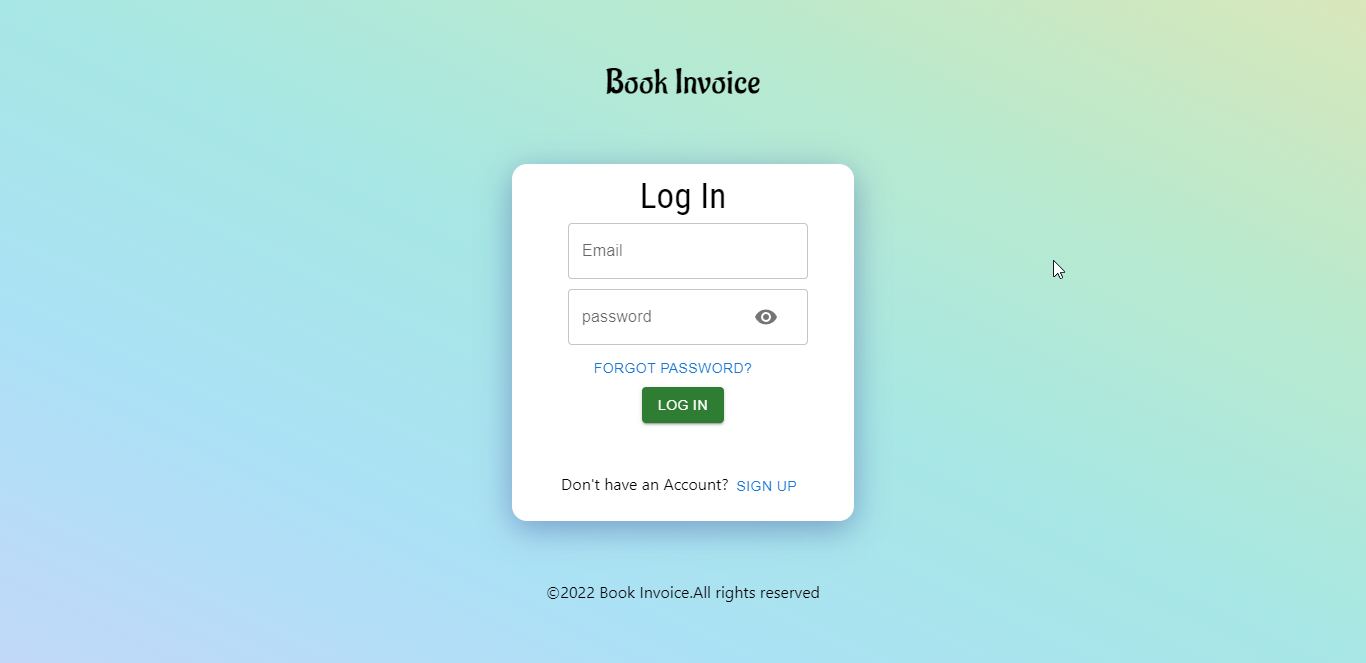 Book Invoice
Log In
Email
password
FORGOT PASSWORD?
LOG IN
Don't have an Account? SIGN UP
©2022 Book Invoice.All rights reserved